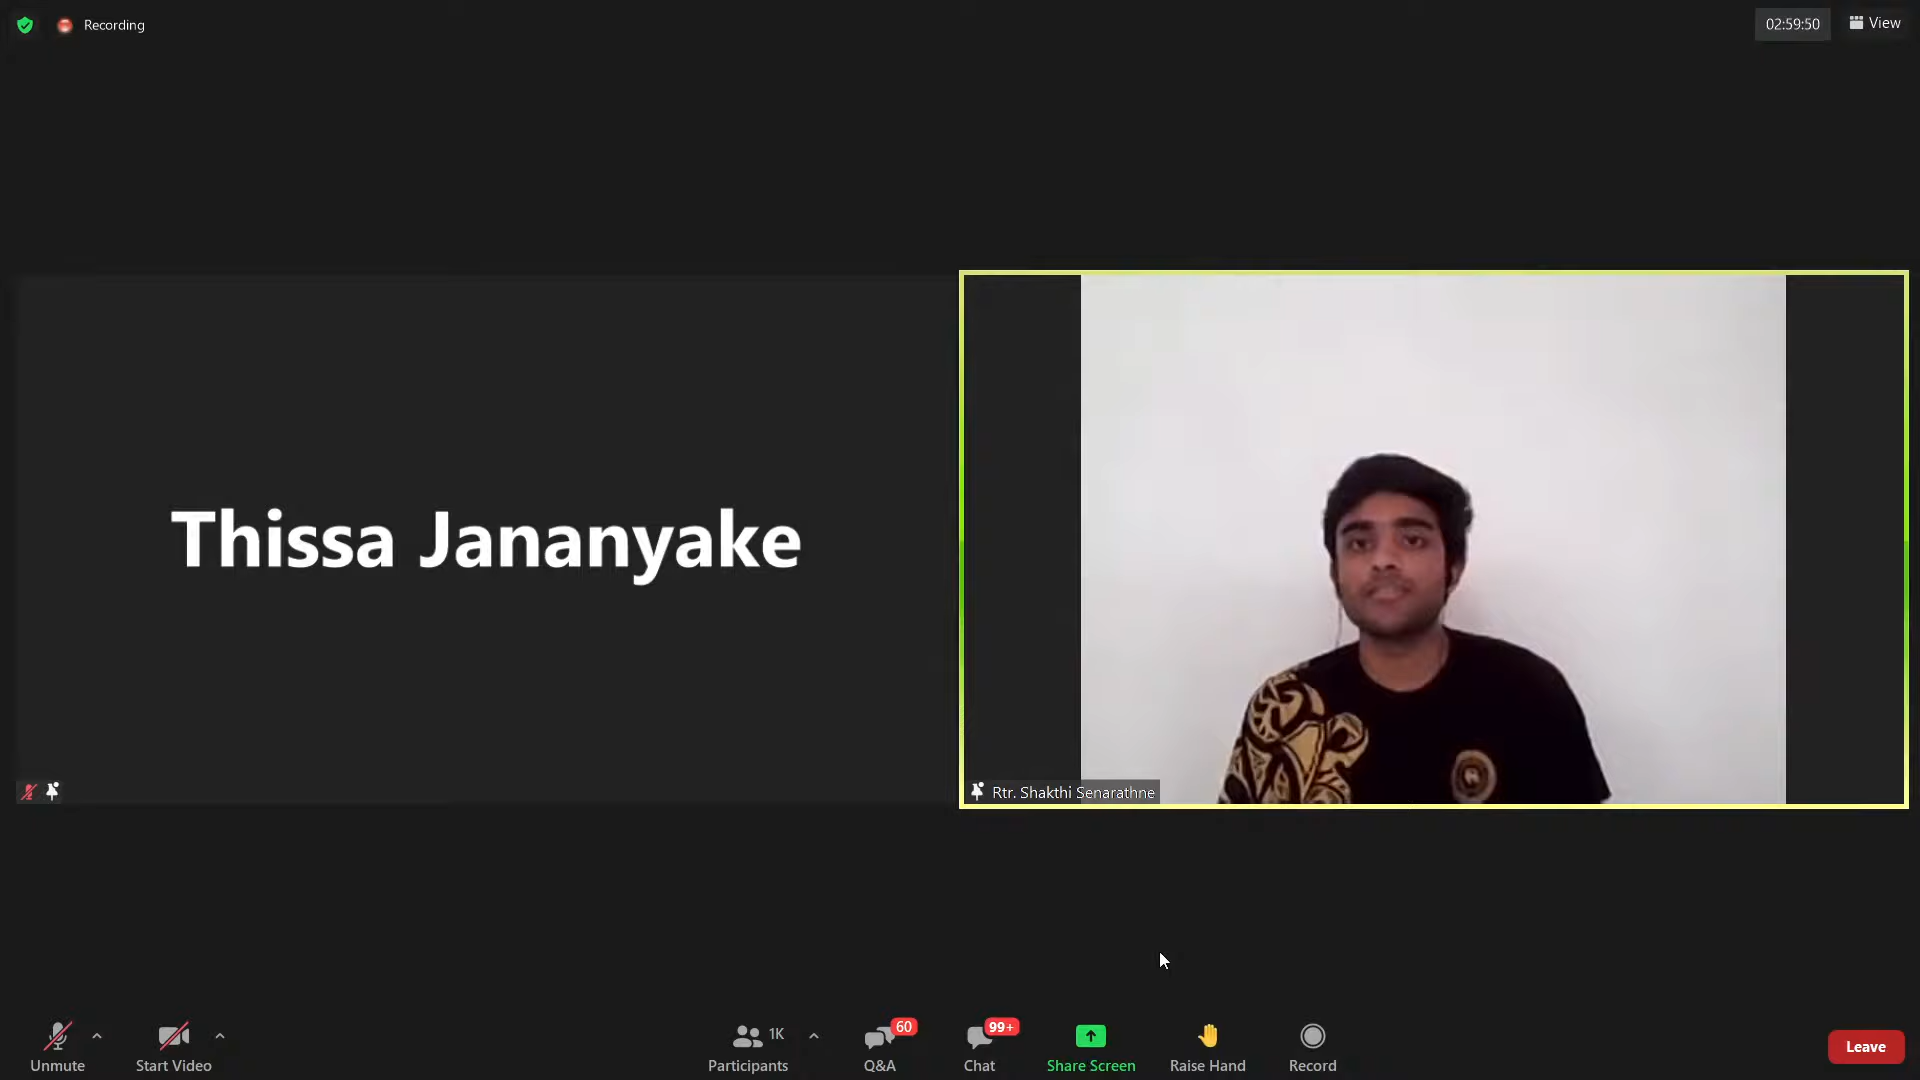 Recording
02:59:50
View
Thissa Jananyake
Rtr. Shakthi Senarathne
Unmute
Start Video
1K
Participants
60
Q&A
99+
Chat
Share Screen
Raise Hand
Record
Leave